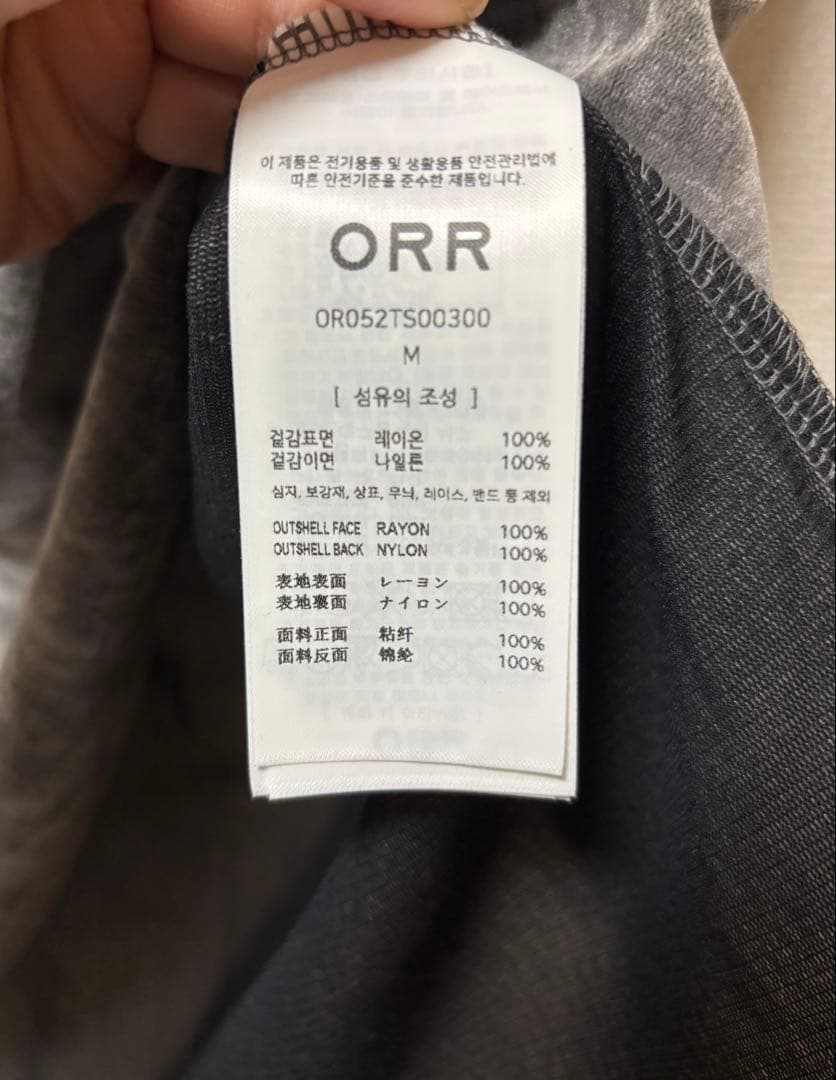 이 제품은 전기용품 및 생활용품 안전관리법에
따른 안전기준을 준수한 제품입니다.
ORR
OR052TS00300
M
[ 섬유의 조성 ]
겉감표면 레이온 100%
겉감이면 나일론 100%
심지, 보강재, 상표, 무늬, 레이스, 밴드 등 제외
OUTSHELL FACE RAYON 100%
OUTSHELL BACK NYLON 100%
表地表面 レーヨン 100%
表地裏面 ナイロン 100%
面料正面 粘纤 100%
面料反面 锦纶 100%